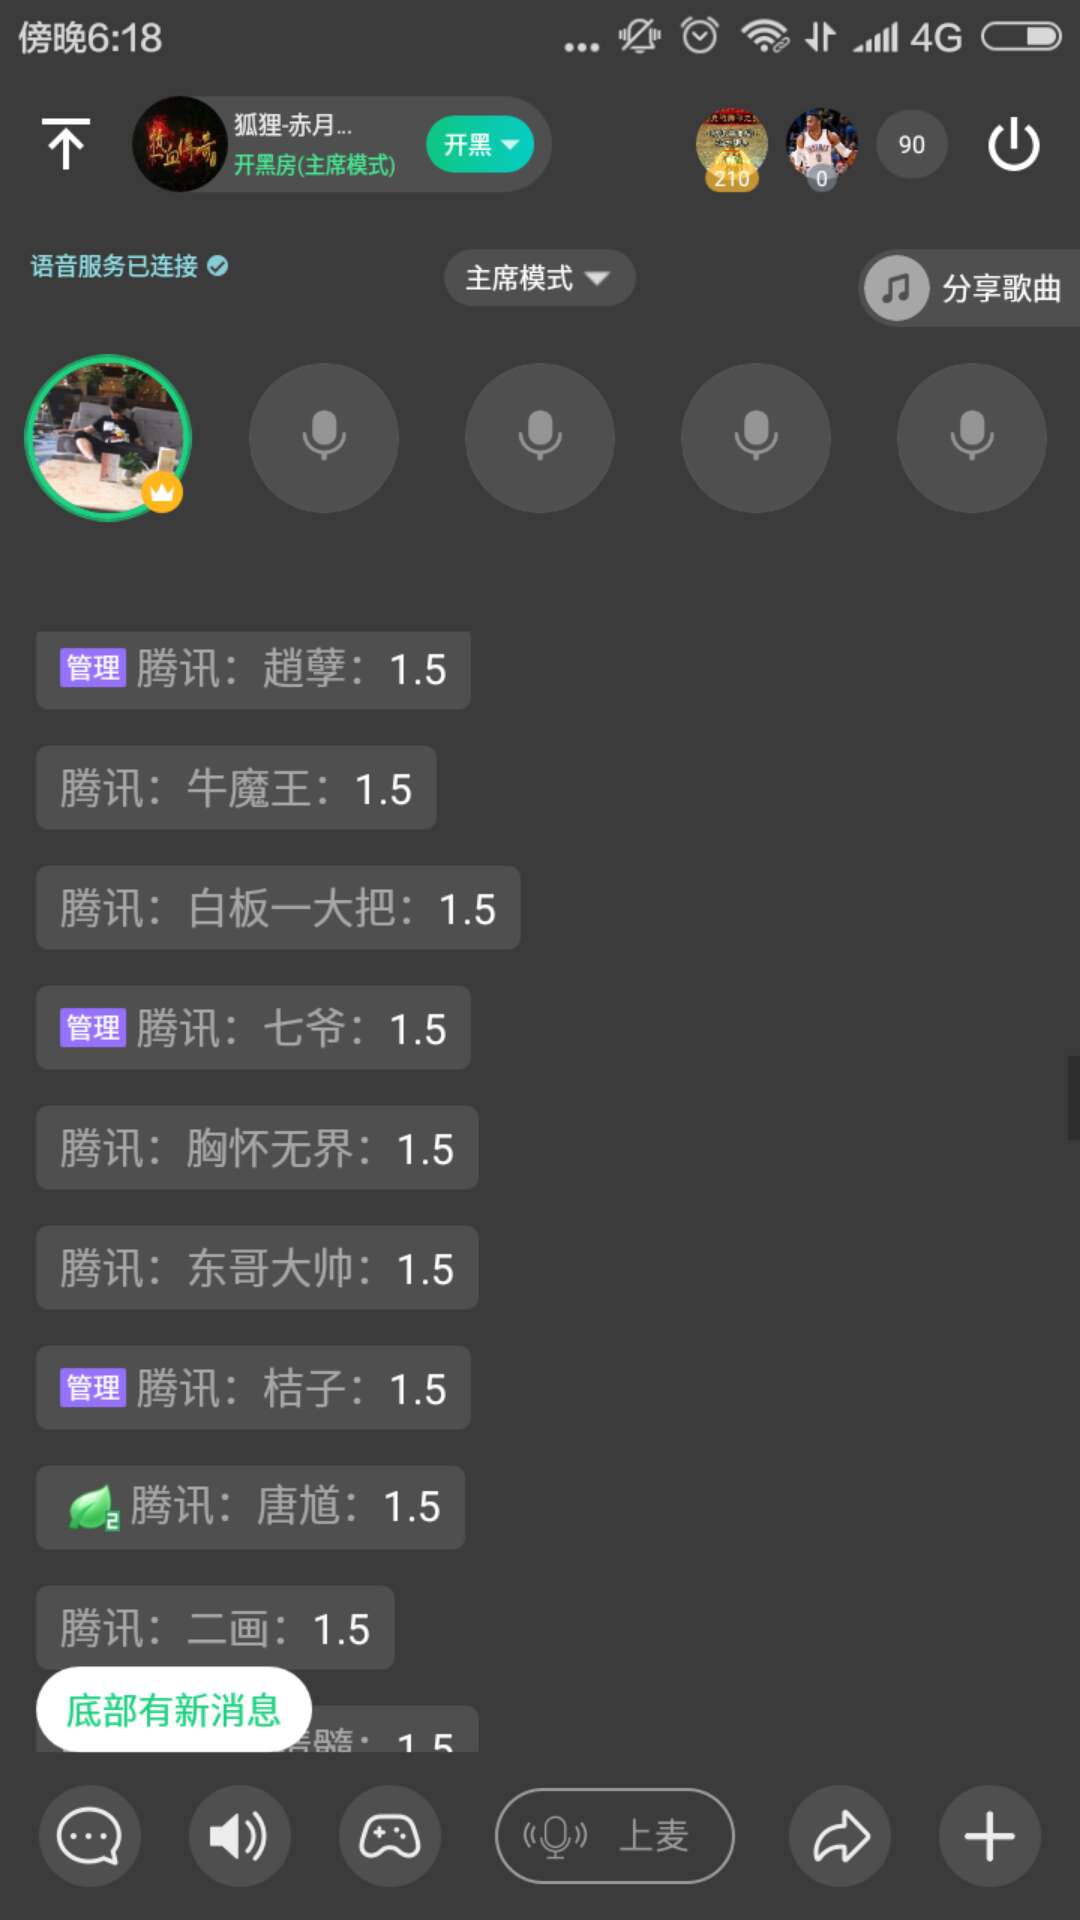 傍晚6:18
4G
热血传奇
狐狸-赤月...
开黑房(主席模式)
开黑
210
0
90
语音服务已连接
主席模式
分享歌曲
管理 腾讯：趙孽：1.5
腾讯：牛魔王：1.5
腾讯：白板一大把：1.5
管理 腾讯：七爷：1.5
腾讯：胸怀无界：1.5
腾讯：东哥大帅：1.5
管理 腾讯：桔子：1.5
2 腾讯：唐馗：1.5
腾讯：二画：1.5
髓：1.5
底部有新消息
上麦